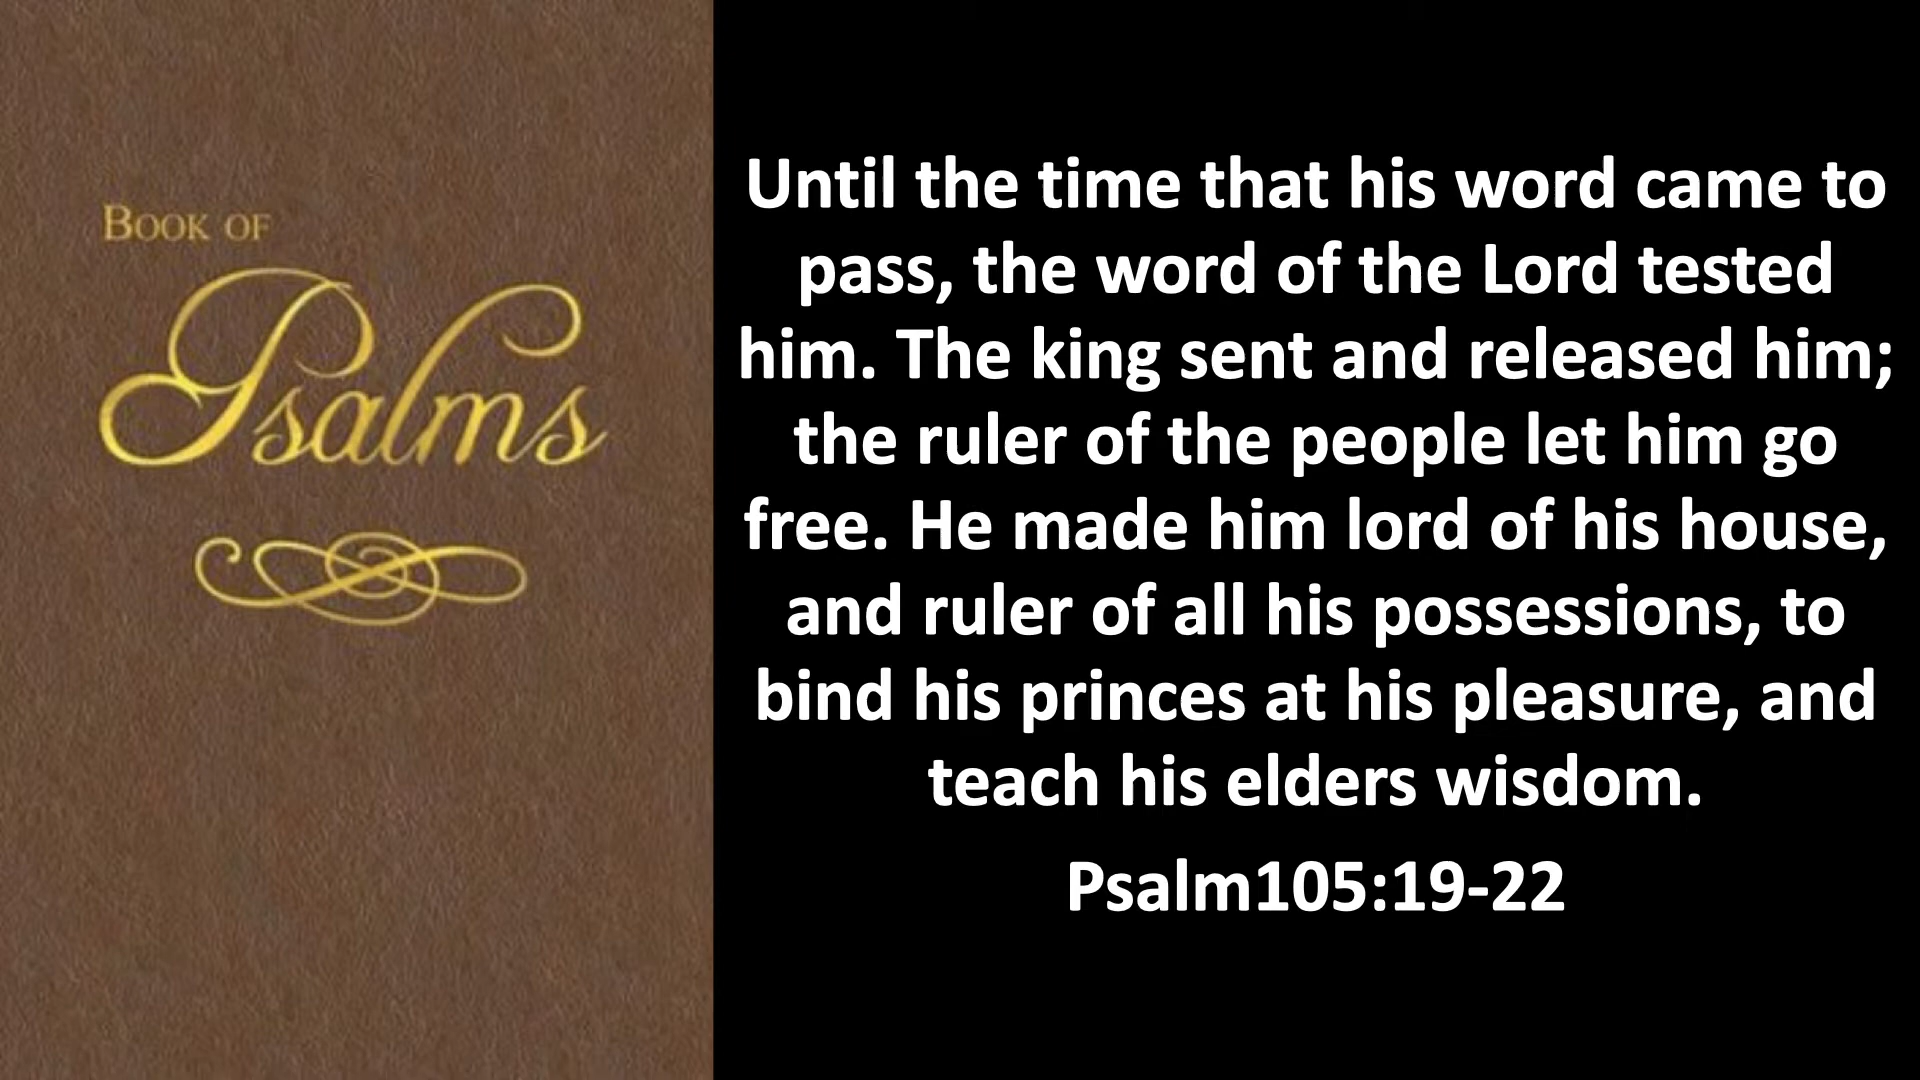 BOOK OF
Psalms
Until the time that his word came to
pass, the word of the Lord tested
him. The king sent and released him;
the ruler of the people let him go
free. He made him lord of his house,
and ruler of all his possessions, to
bind his princes at his pleasure, and
teach his elders wisdom.
Psalm105:19-22